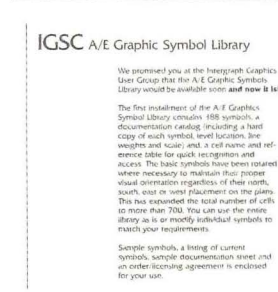 IGSC A/E Graphic Symbol Library
We promised you at the Intergraph Graphics
User Group that the A/E Graphic Symbols
Library would be available soon and now it is!
The first installment of the A/E Graphics
Symbol Library contains 188 symbols, a
documentation catalog (including a hard
copy of each symbol, level location, line
weights and scale) and, a cell name and ref-
erence table for quick recognition and
access. The basic symbols have been rotated
where necessary to maintain their proper
visual orientation regardless of their north,
south, east or west placement on the plans.
This has expanded the total number of cells
to more than 700. You can use the entire
library as is or modify individual symbols to
match your requirements.
Sample symbols, a listing of current
symbols, sample documentation sheet and
an order/licensing agreement is enclosed
for your use.